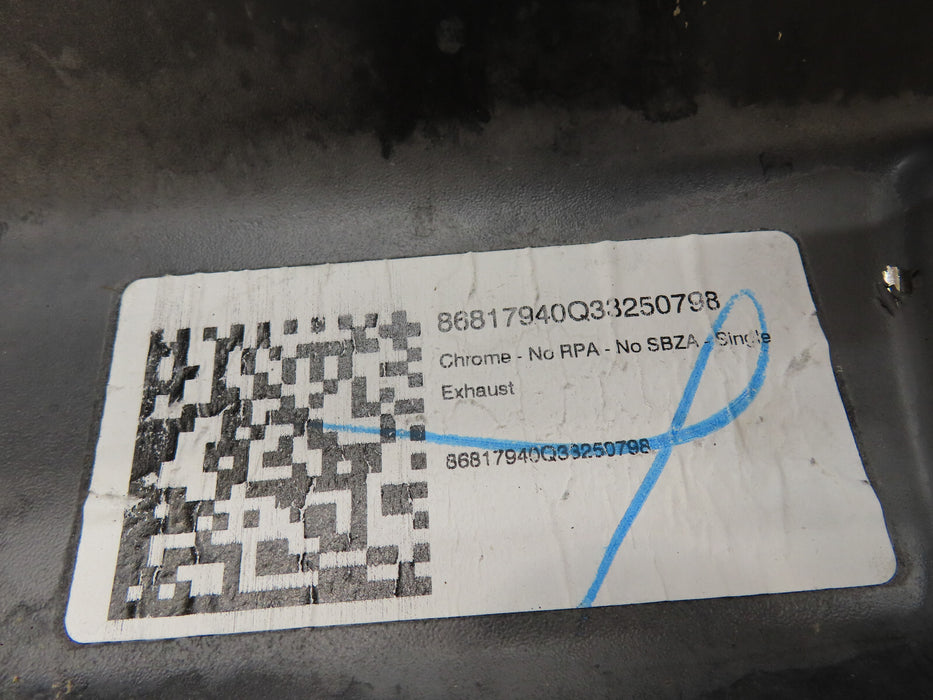 86817940Q33250798
Chrome - No RPA - No SBZA - Single
Exhaust
86817940Q33250798